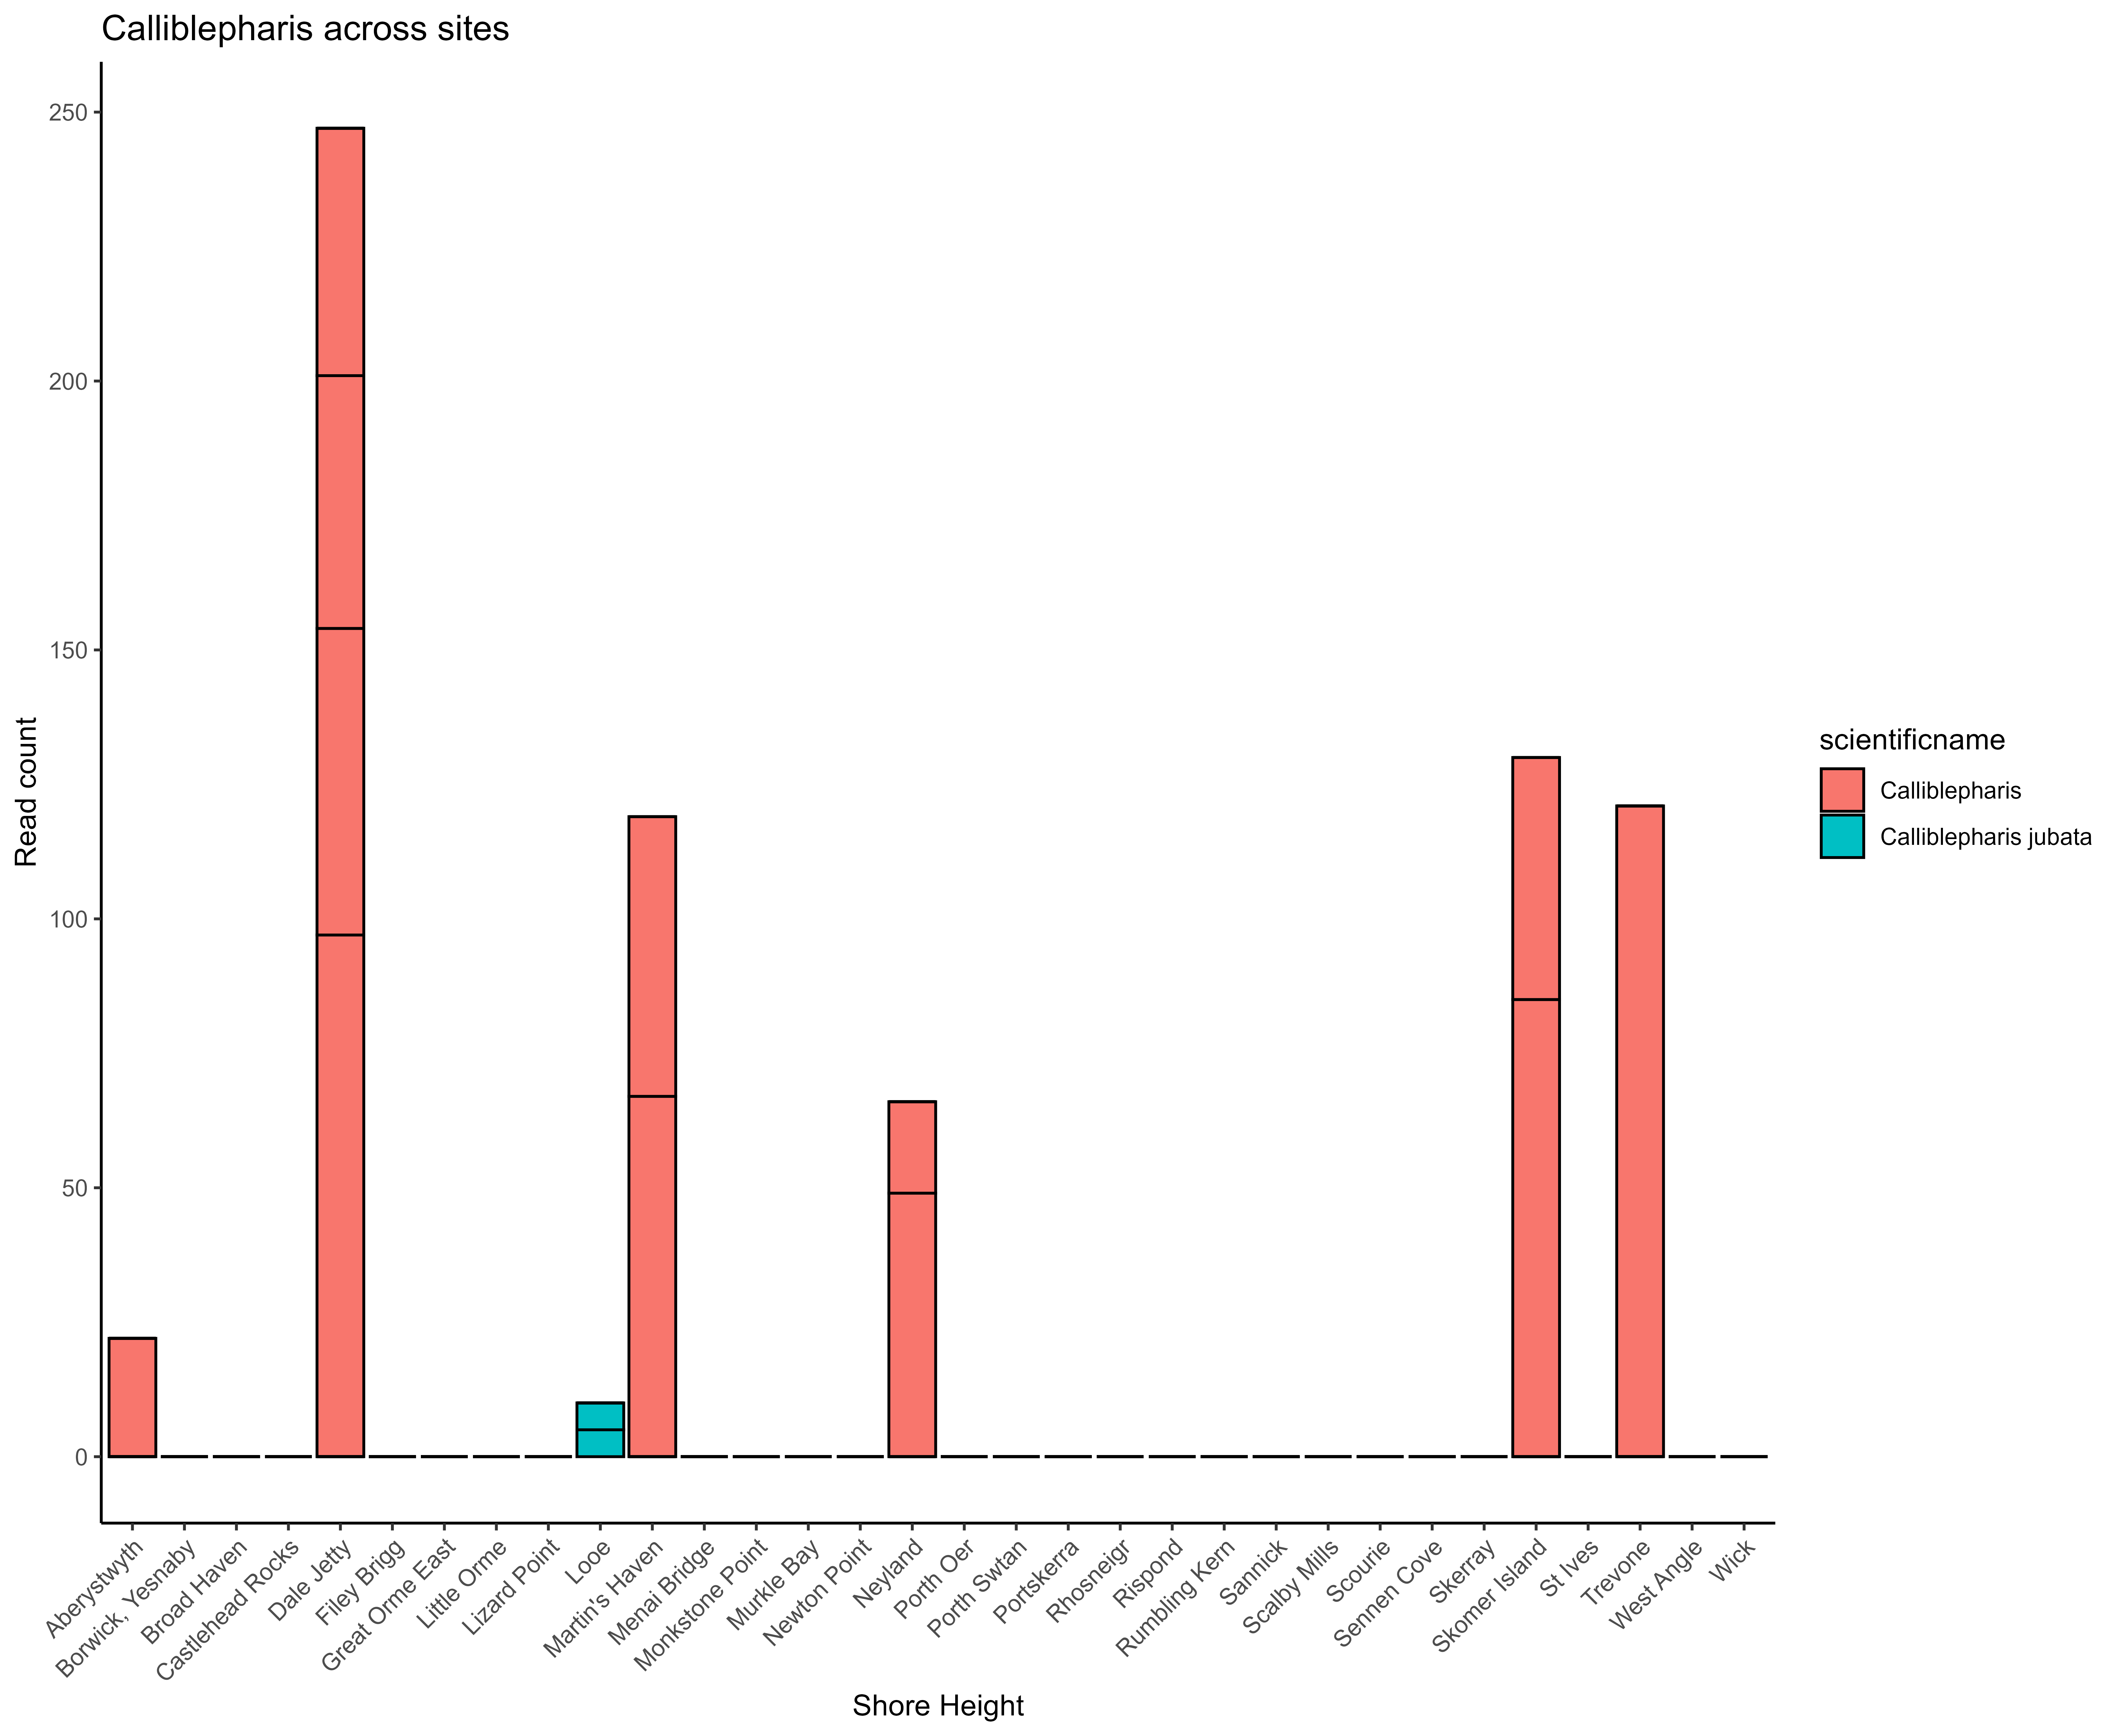 Calliblepharis across sites
250
200
150
100
50
0
Read count
Aberystwyth
Borwick, Yesnaby
Broad Haven
Castlehead Rocks
Dale Jetty
Filey Brigg
Great Orme East
Little Orme
Lizard Point
Looe
Martin's Haven
Menai Bridge
Monkstone Point
Murkle Bay
Newton Point
Neyland
Porth Oer
Porth Swtan
Portskerra
Rhosneigr
Rispond
Rumbling Kern
Sannick
Scalby Mills
Scourie
Sennen Cove
Skerray
Skomer Island
St Ives
Trevone
West Angle
Wick
Shore Height
scientificname
Calliblepharis
Calliblepharis jubata